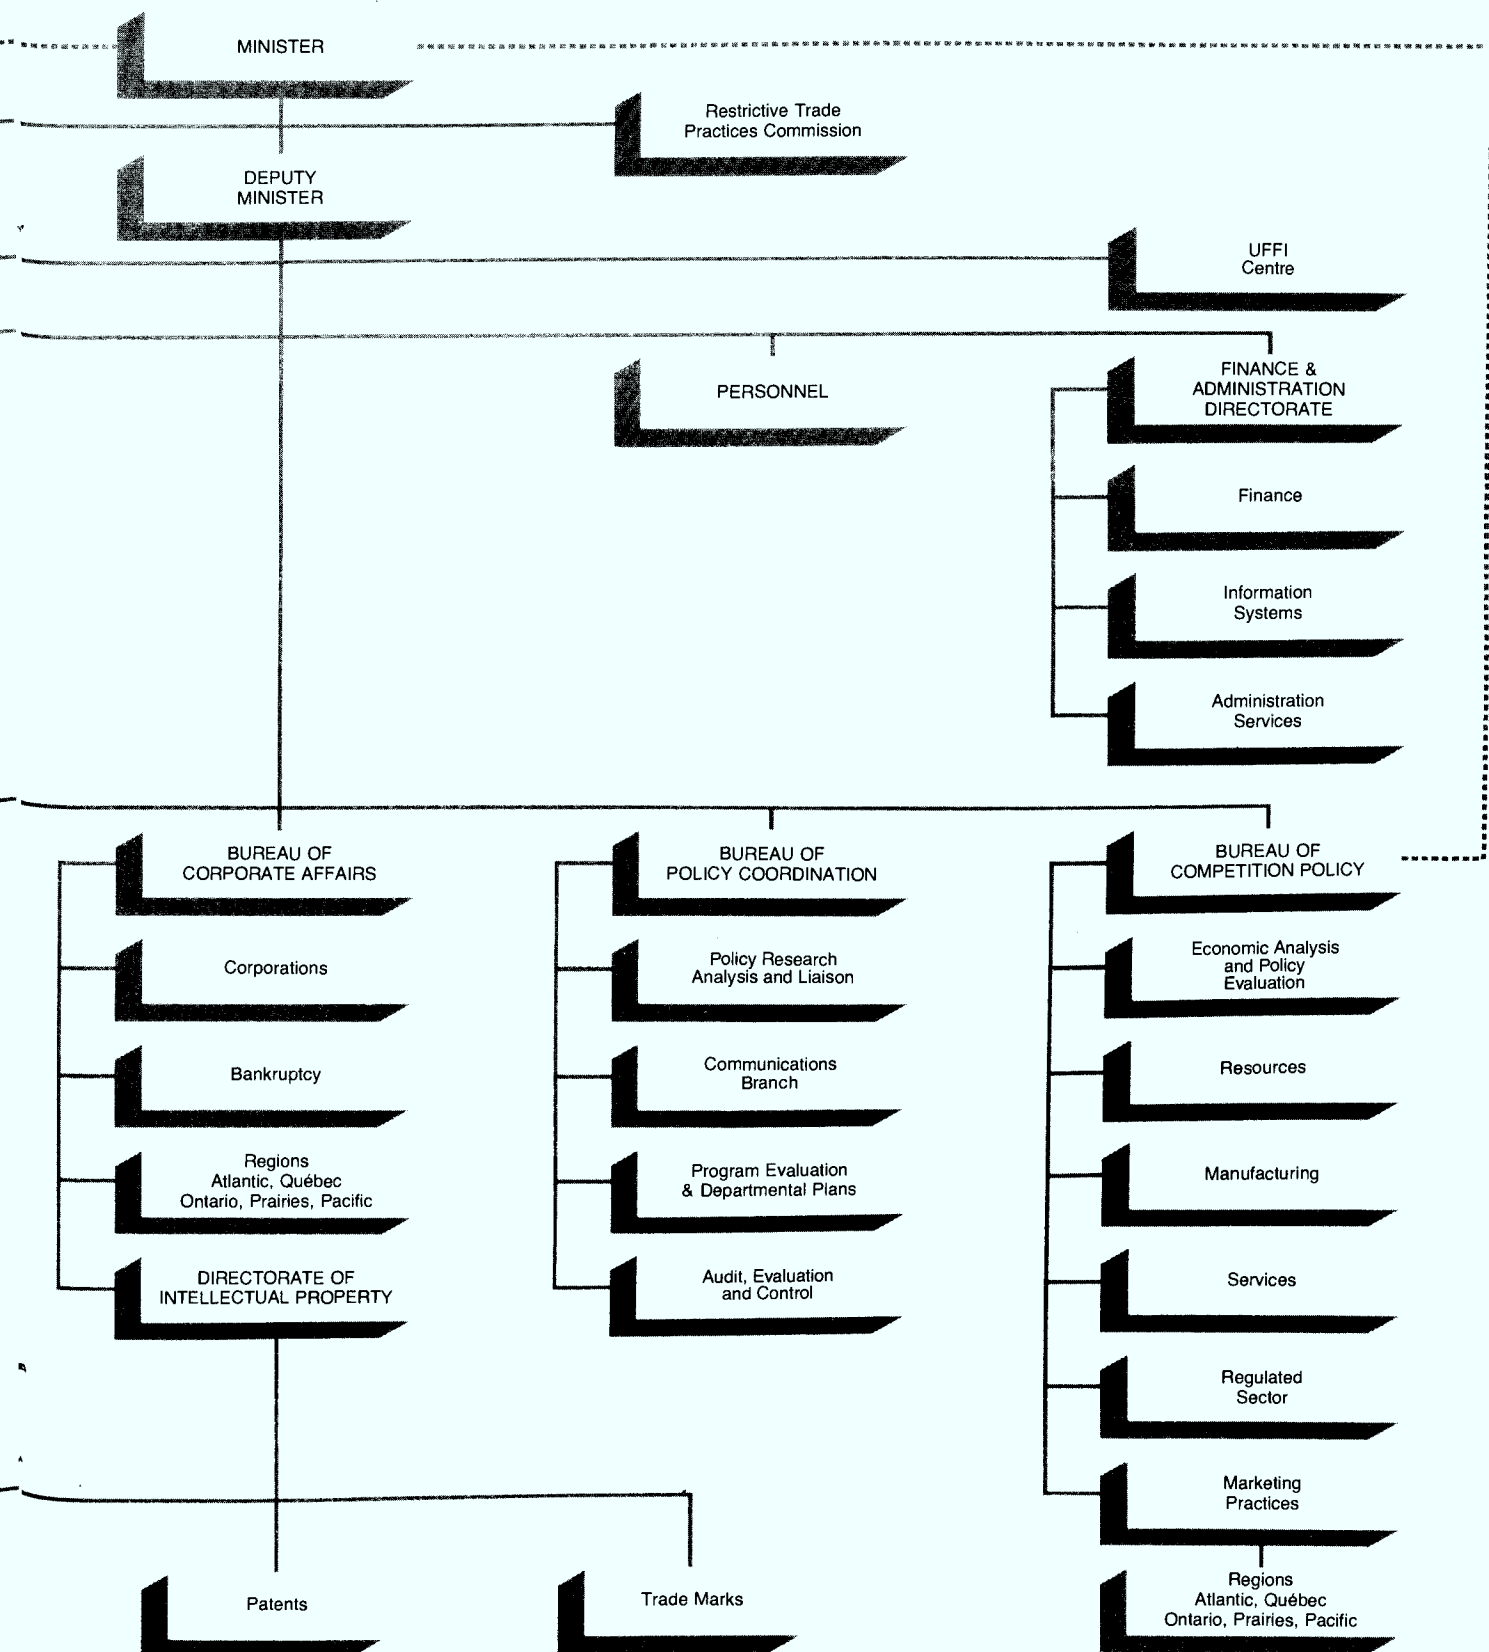 MINISTER
Restrictive Trade
Practices Commission
DEPUTY
MINISTER
UFFI
Centre
PERSONNEL
FINANCE &
ADMINISTRATION
DIRECTORATE
Finance
Information
Systems
Administration
Services
BUREAU OF
CORPORATE AFFAIRS
Corporations
Bankruptcy
Regions
Atlantic, Québec
Ontario, Prairies, Pacific
DIRECTORATE OF
INTELLECTUAL PROPERTY
BUREAU OF
POLICY COORDINATION
Policy Research
Analysis and Liaison
Communications
Branch
Program Evaluation
& Departmental Plans
Audit, Evaluation
and Control
BUREAU OF
COMPETITION POLICY
Economic Analysis
and Policy
Evaluation
Resources
Manufacturing
Services
Regulated
Sector
Marketing
Practices
Patents
Trade Marks
Regions
Atlantic, Québec
Ontario, Prairies, Pacific